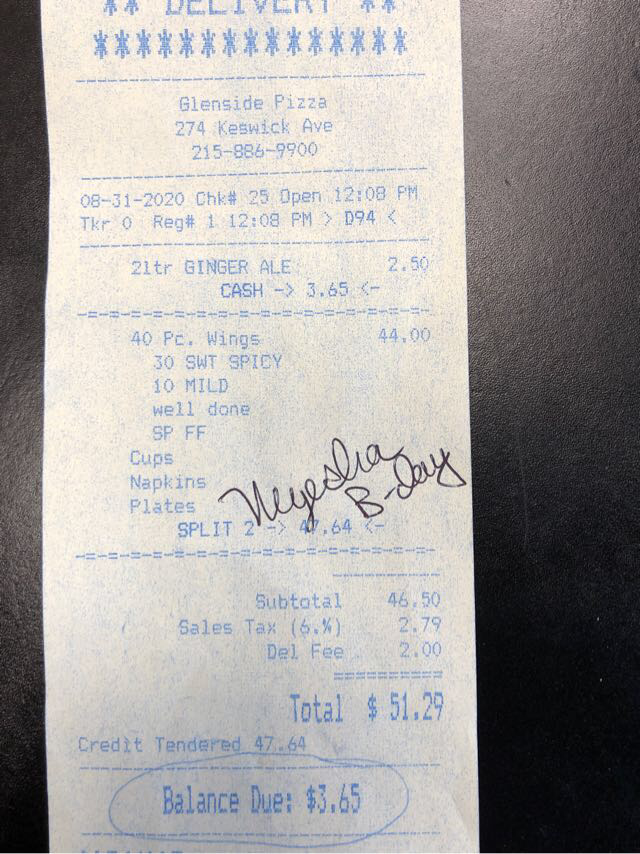 ** DELIVERY **
***************
Glenside Pizza
274 Keswick Ave
215-886-9900
08-31-2020 Chk# 25 Open 12:08 PM
Tkr 0 Reg# 1 12:08 PM > D94 <
2ltr GINGER ALE 2.50
CASH -> 3.65 <-
-=-=-=-=-=-=-=-=-=-=-=-=-=-=-=-
40 Pc. Wings 44.00
30 SWT SPICY
10 MILD
well done
SP FF
Cups
Napkins
Plates
Myesha
B-day
SPLIT 2 -> 47.64 <-
-=-=-=-=-=-=-=-=-=-=-=-=-=-=-=-
Subtotal 46.50
Sales Tax (6.%) 2.79
Del Fee 2.00
==========
Total $ 51.29
Credit Tendered 47.64
Balance Due: $3.65